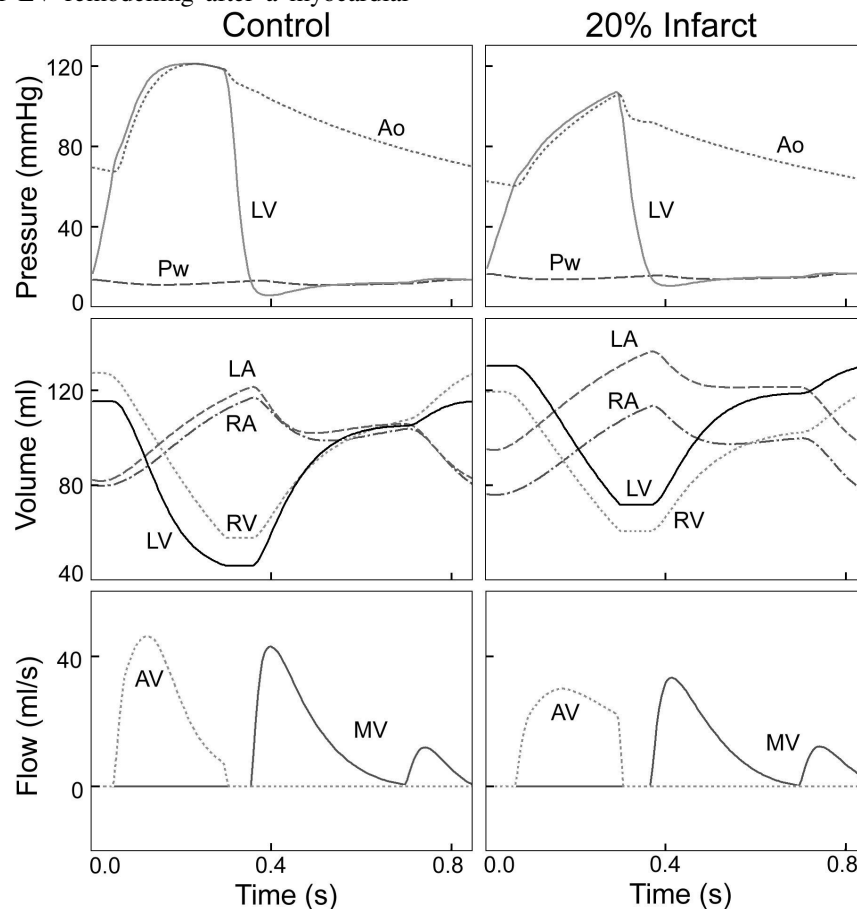 LV remodelling after a myocardial
Control
20% Infarct
Pressure (mmHg)
120
80
40
0
Ao
LV
Pw
Ao
LV
Pw
Volume (ml)
120
80
40
LA
RA
LV
RV
LA
RA
LV
RV
Flow (ml/s)
40
0
AV
MV
AV
MV
0.0 0.4 0.8
0.0 0.4 0.8
Time (s)
Time (s)